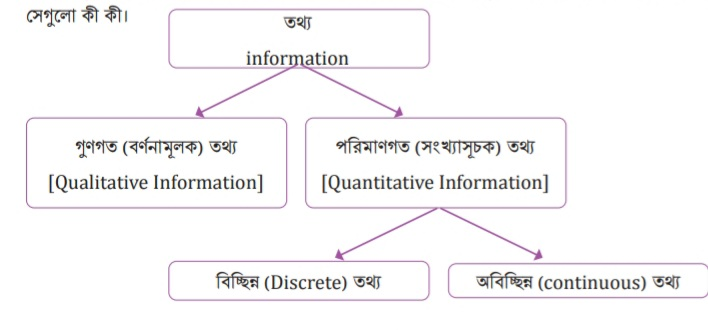 সেগুলো কী কী।
তথ্য
information
গুণগত (বর্ণনামূলক) তথ্য
[Qualitative Information]
পরিমাণগত (সংখ্যাসূচক) তথ্য
[Quantitative Information]
বিচ্ছিন্ন (Discrete) তথ্য
অবিচ্ছিন্ন (continuous) তথ্য